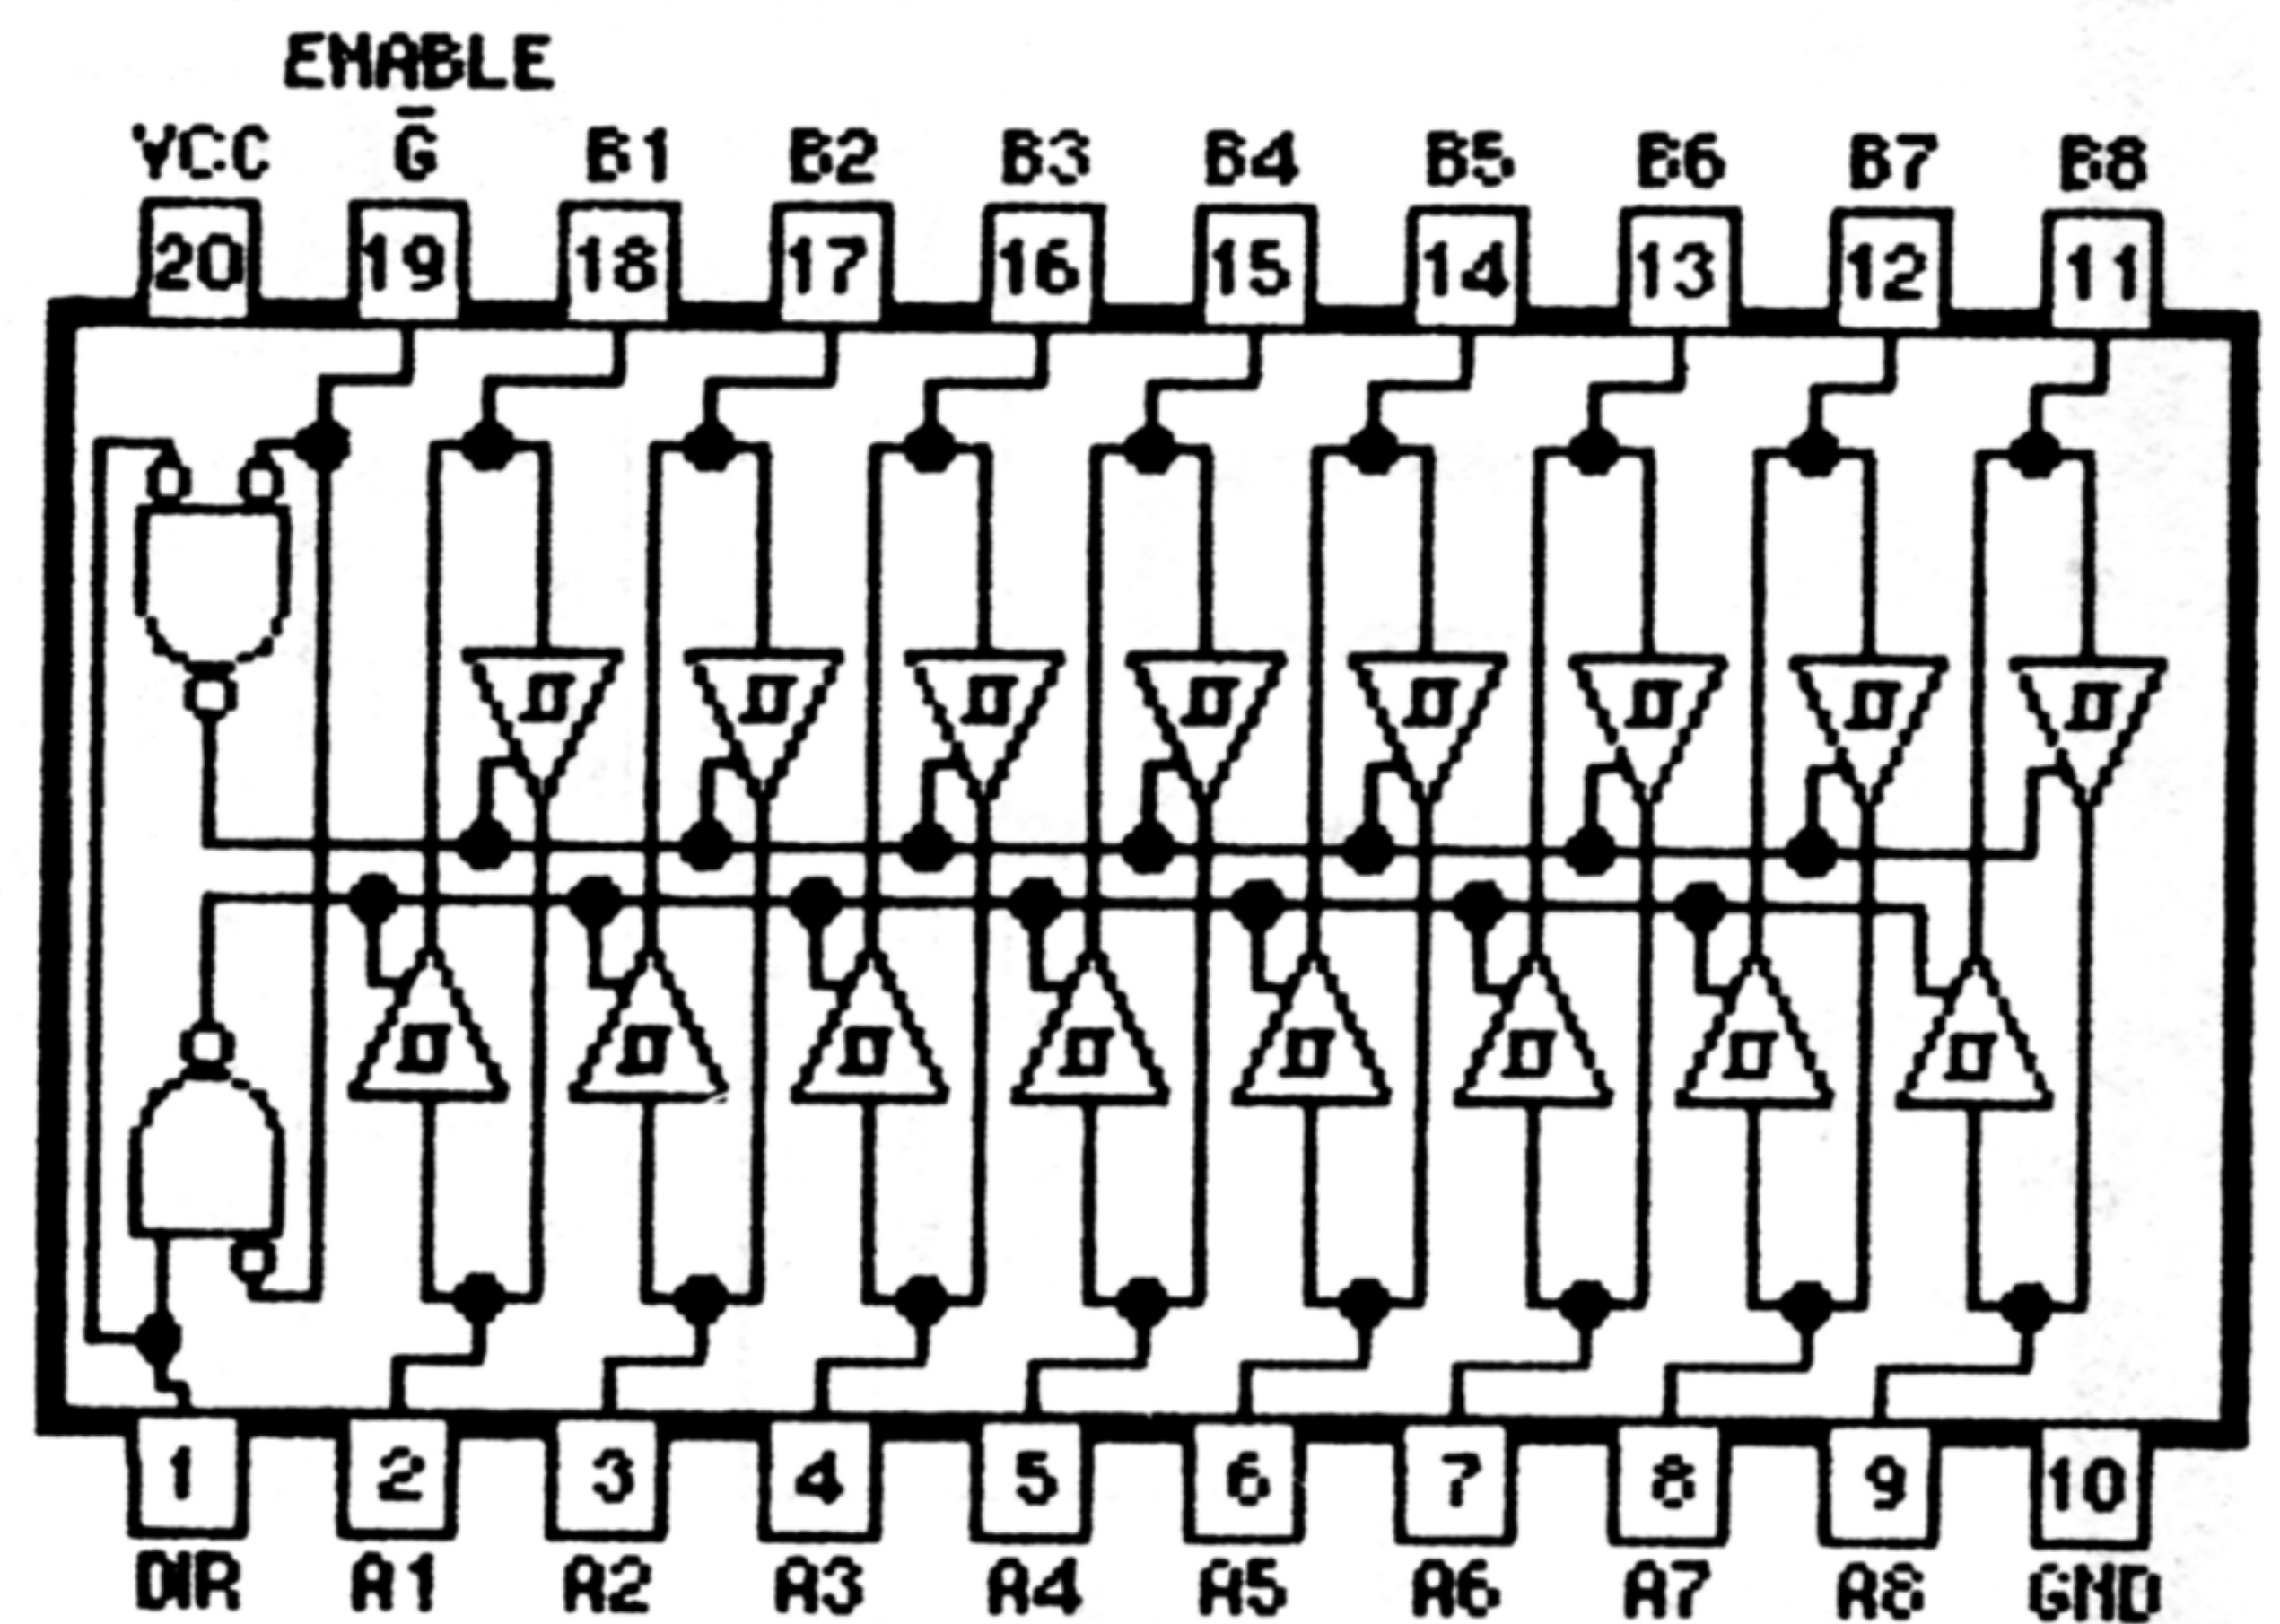 ENABLE
VCC G̅ B1 B2 B3 B4 B5 B6 B7 B8
20 19 18 17 16 15 14 13 12 11
1 2 3 4 5 6 7 8 9 10
DIR A1 A2 A3 A4 A5 A6 A7 A8 GND